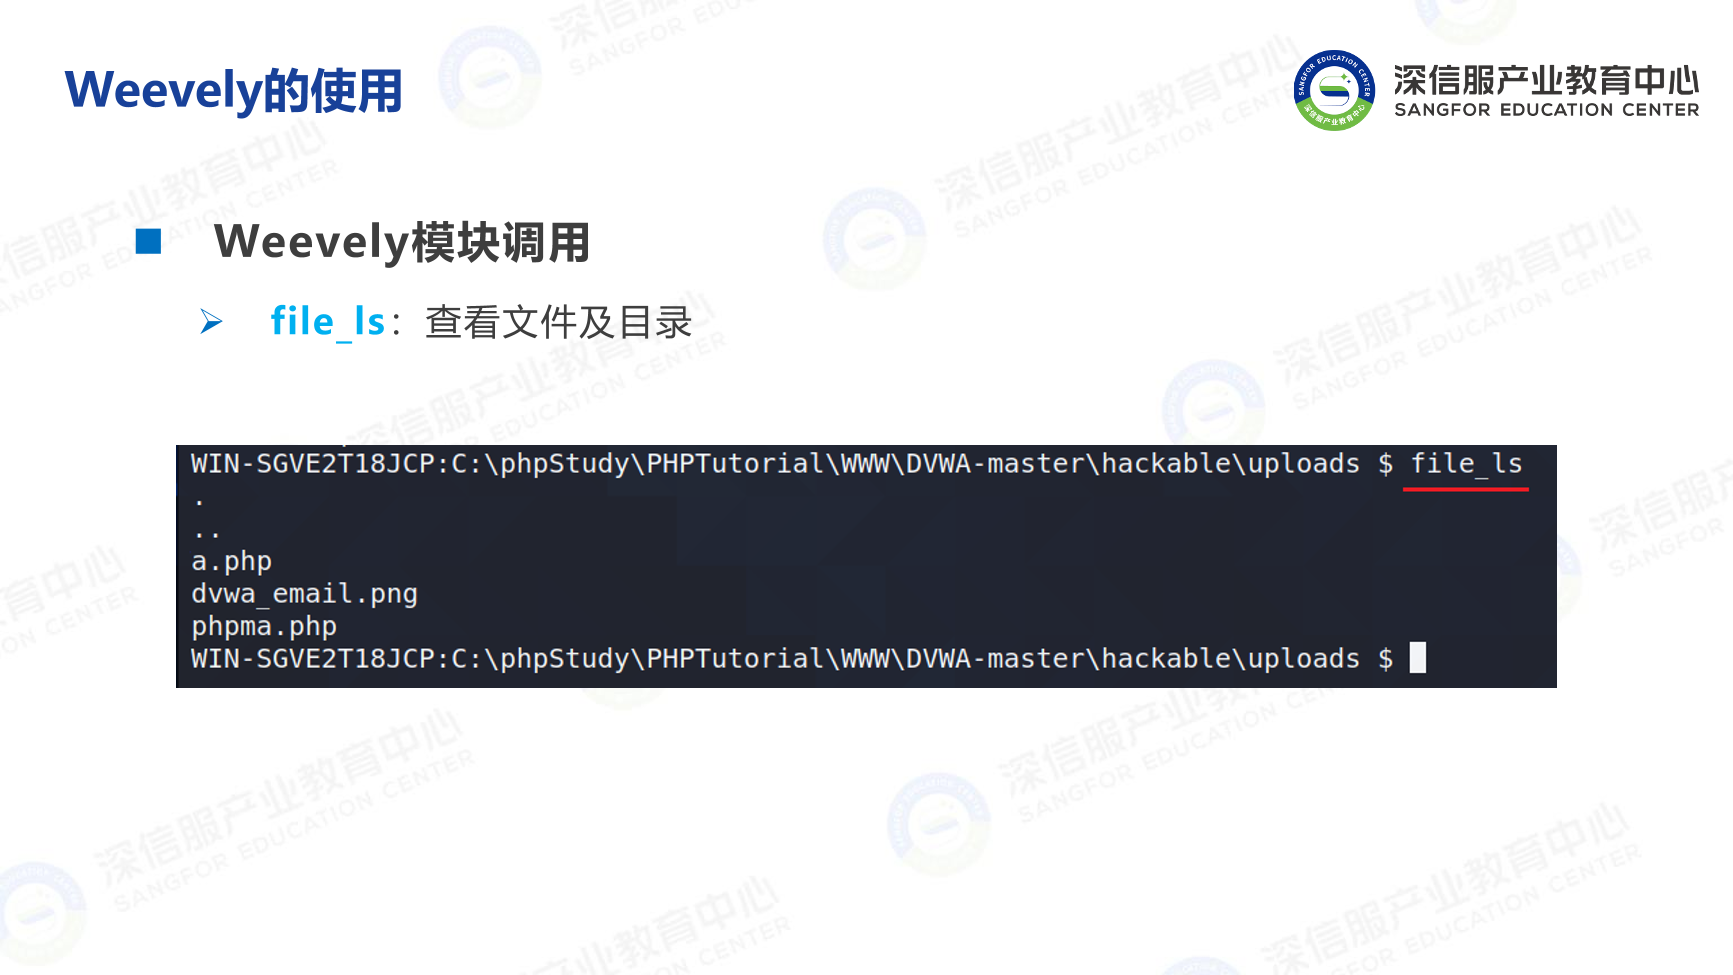 Weevely的使用
深信服产业教育中心
SANGFOR EDUCATION CENTER
Weevely模块调用
file_ls：查看文件及目录
WIN-SGVE2T18JCP:C:\phpStudy\PHPTutorial\WWW\DVWA-master\hackable\uploads $ file_ls
.
..
a.php
dvwa_email.png
phpma.php
WIN-SGVE2T18JCP:C:\phpStudy\PHPTutorial\WWW\DVWA-master\hackable\uploads $